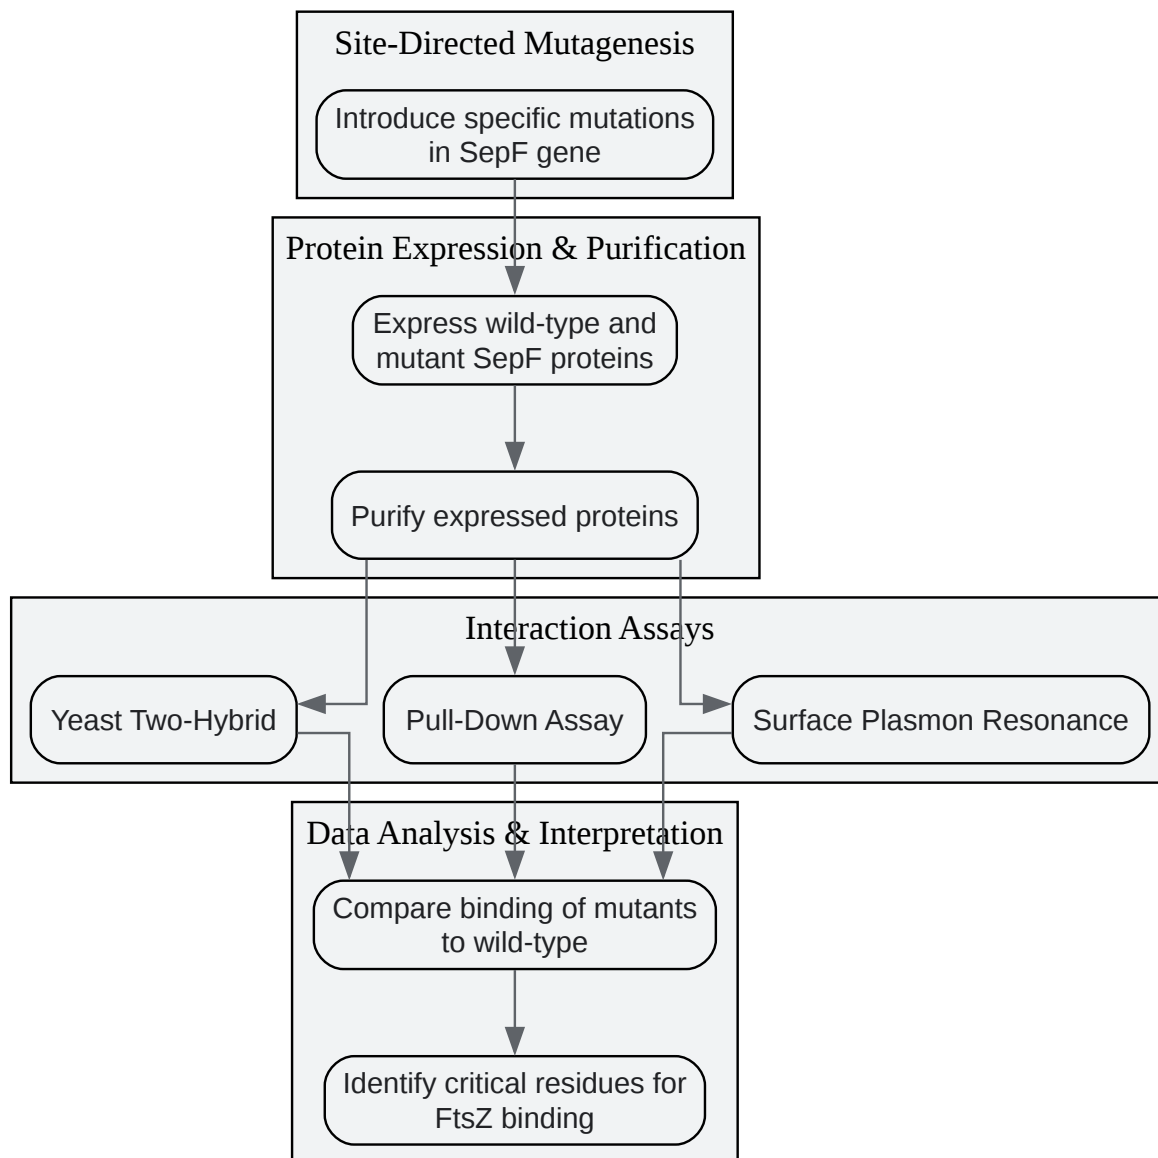 Site-Directed Mutagenesis
Introduce specific mutations
in SepF gene
Protein Expression & Purification
Express wild-type and
mutant SepF proteins
Purify expressed proteins
Interaction Assays
Yeast Two-Hybrid
Pull-Down Assay
Surface Plasmon Resonance
Data Analysis & Interpretation
Compare binding of mutants
to wild-type
Identify critical residues for
FtsZ binding